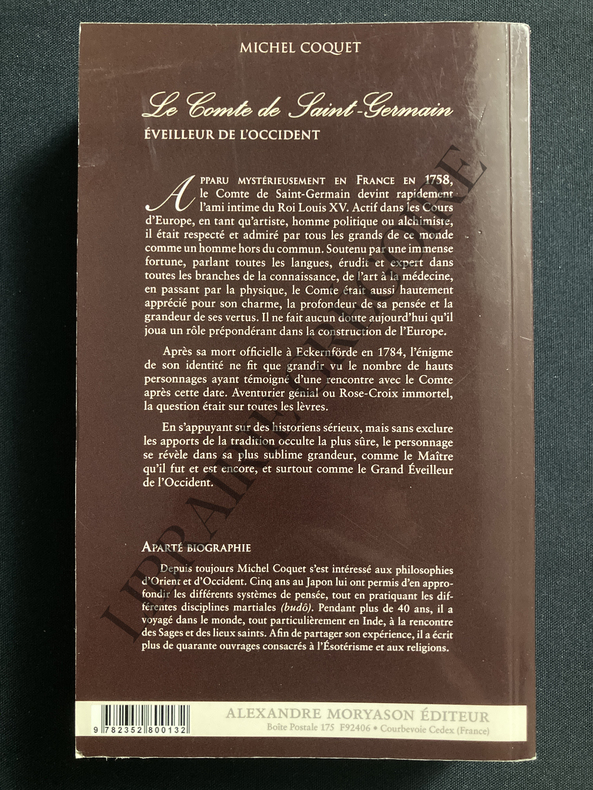 MICHEL COQUET
Le Comte de Saint-Germain
ÉVEILLEUR DE L'OCCIDENT
APPARU MYSTÉRIEUSEMENT EN FRANCE EN 1758,
le Comte de Saint-Germain devint rapidement
l'ami intime du Roi Louis XV. Actif dans les Cours
d'Europe, en tant qu'artiste, homme politique ou alchimiste,
il était respecté et admiré par tous les grands de ce monde
comme un homme hors du commun. Soutenu par une immense
fortune, parlant toutes les langues, érudit et expert dans
toutes les branches de la connaissance, de l'art à la médecine,
en passant par la physique, le Comte était aussi hautement
apprécié pour son charme, la profondeur de sa pensée et la
grandeur de ses vertus. Il ne fait aucun doute aujourd'hui qu'il
joua un rôle prépondérant dans la construction de l'Europe.
Après sa mort officielle à Eckernförde en 1784, l'énigme
de son identité ne fit que grandir vu le nombre de hauts
personnages ayant témoigné d'une rencontre avec le Comte
après cette date. Aventurier génial ou Rose-Croix immortel,
la question était sur toutes les lèvres.
En s'appuyant sur des historiens sérieux, mais sans exclure
les apports de la tradition occulte la plus sûre, le personnage
se révèle dans sa plus sublime grandeur, comme le Maître
qu'il fut et est encore, et surtout comme le Grand Éveilleur
de l'Occident.
APARTÉ BIOGRAPHIE
Depuis toujours Michel Coquet s'est intéressé aux philosophies
d'Orient et d'Occident. Cinq ans au Japon lui ont permis d'en appro-
fondir les différents systèmes de pensée, tout en pratiquant les dif-
férentes disciplines martiales (budô). Pendant plus de 40 ans, il a
voyagé dans le monde, tout particulièrement en Inde, à la rencontre
des Sages et des lieux saints. Afin de partager son expérience, il a écrit
plus de quarante ouvrages consacrés à l'Ésotérisme et aux religions.
9 782352 800132
ALEXANDRE MORYASON ÉDITEUR
Boîte Postale 175 F92406 • Courbevoie Cedex (France)
LIBRAIRIE GRÉGOIRE